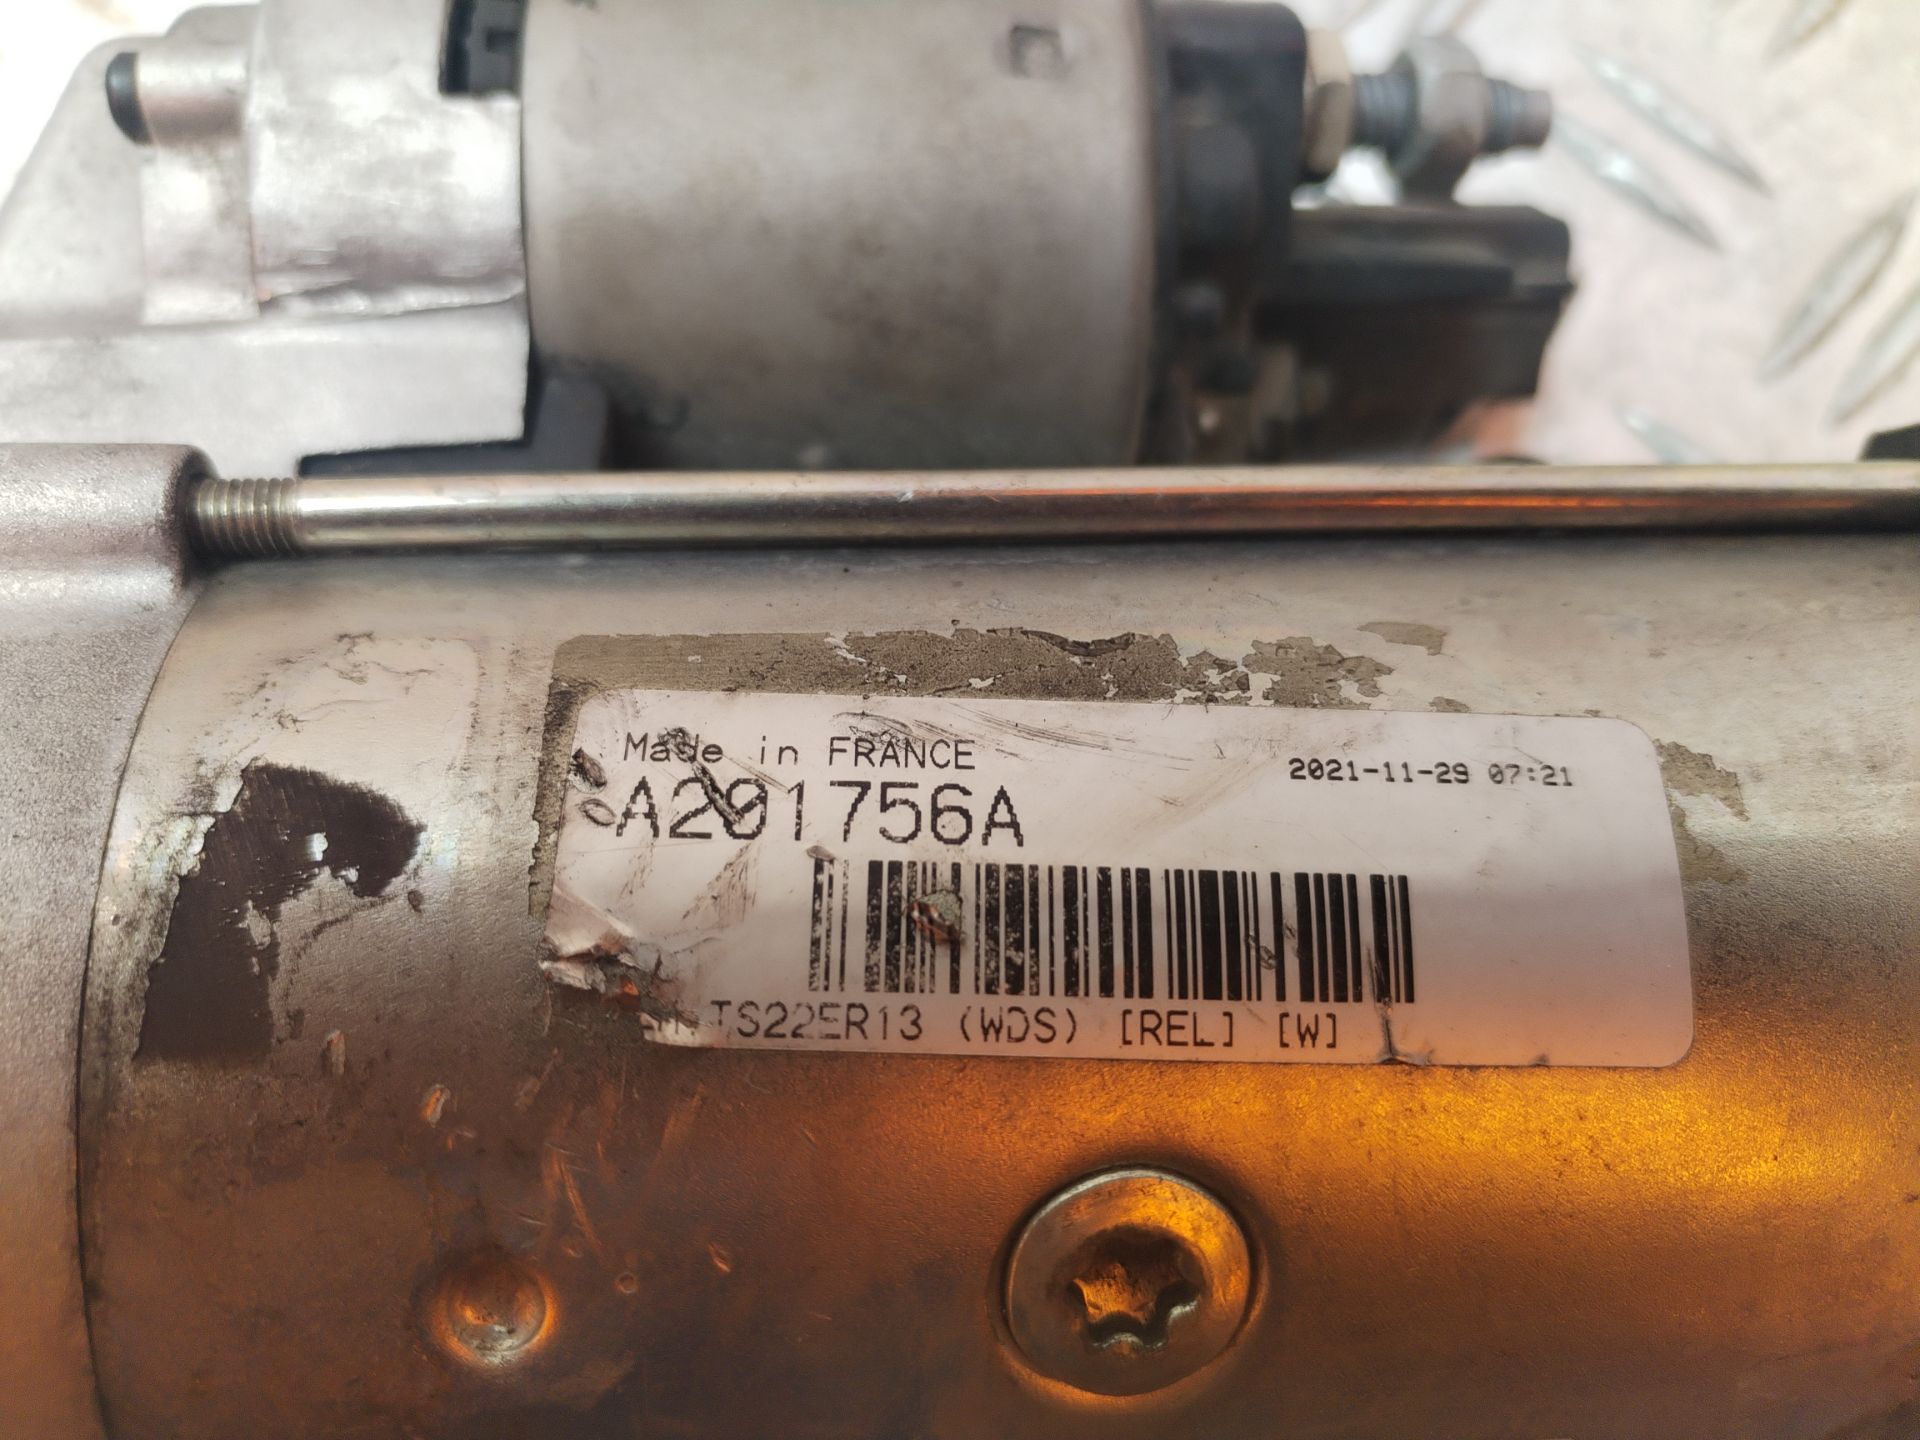 Made in FRANCE
2021-11-29 07:21
A201756A
TS22ER13 (WDS) [REL] [W]